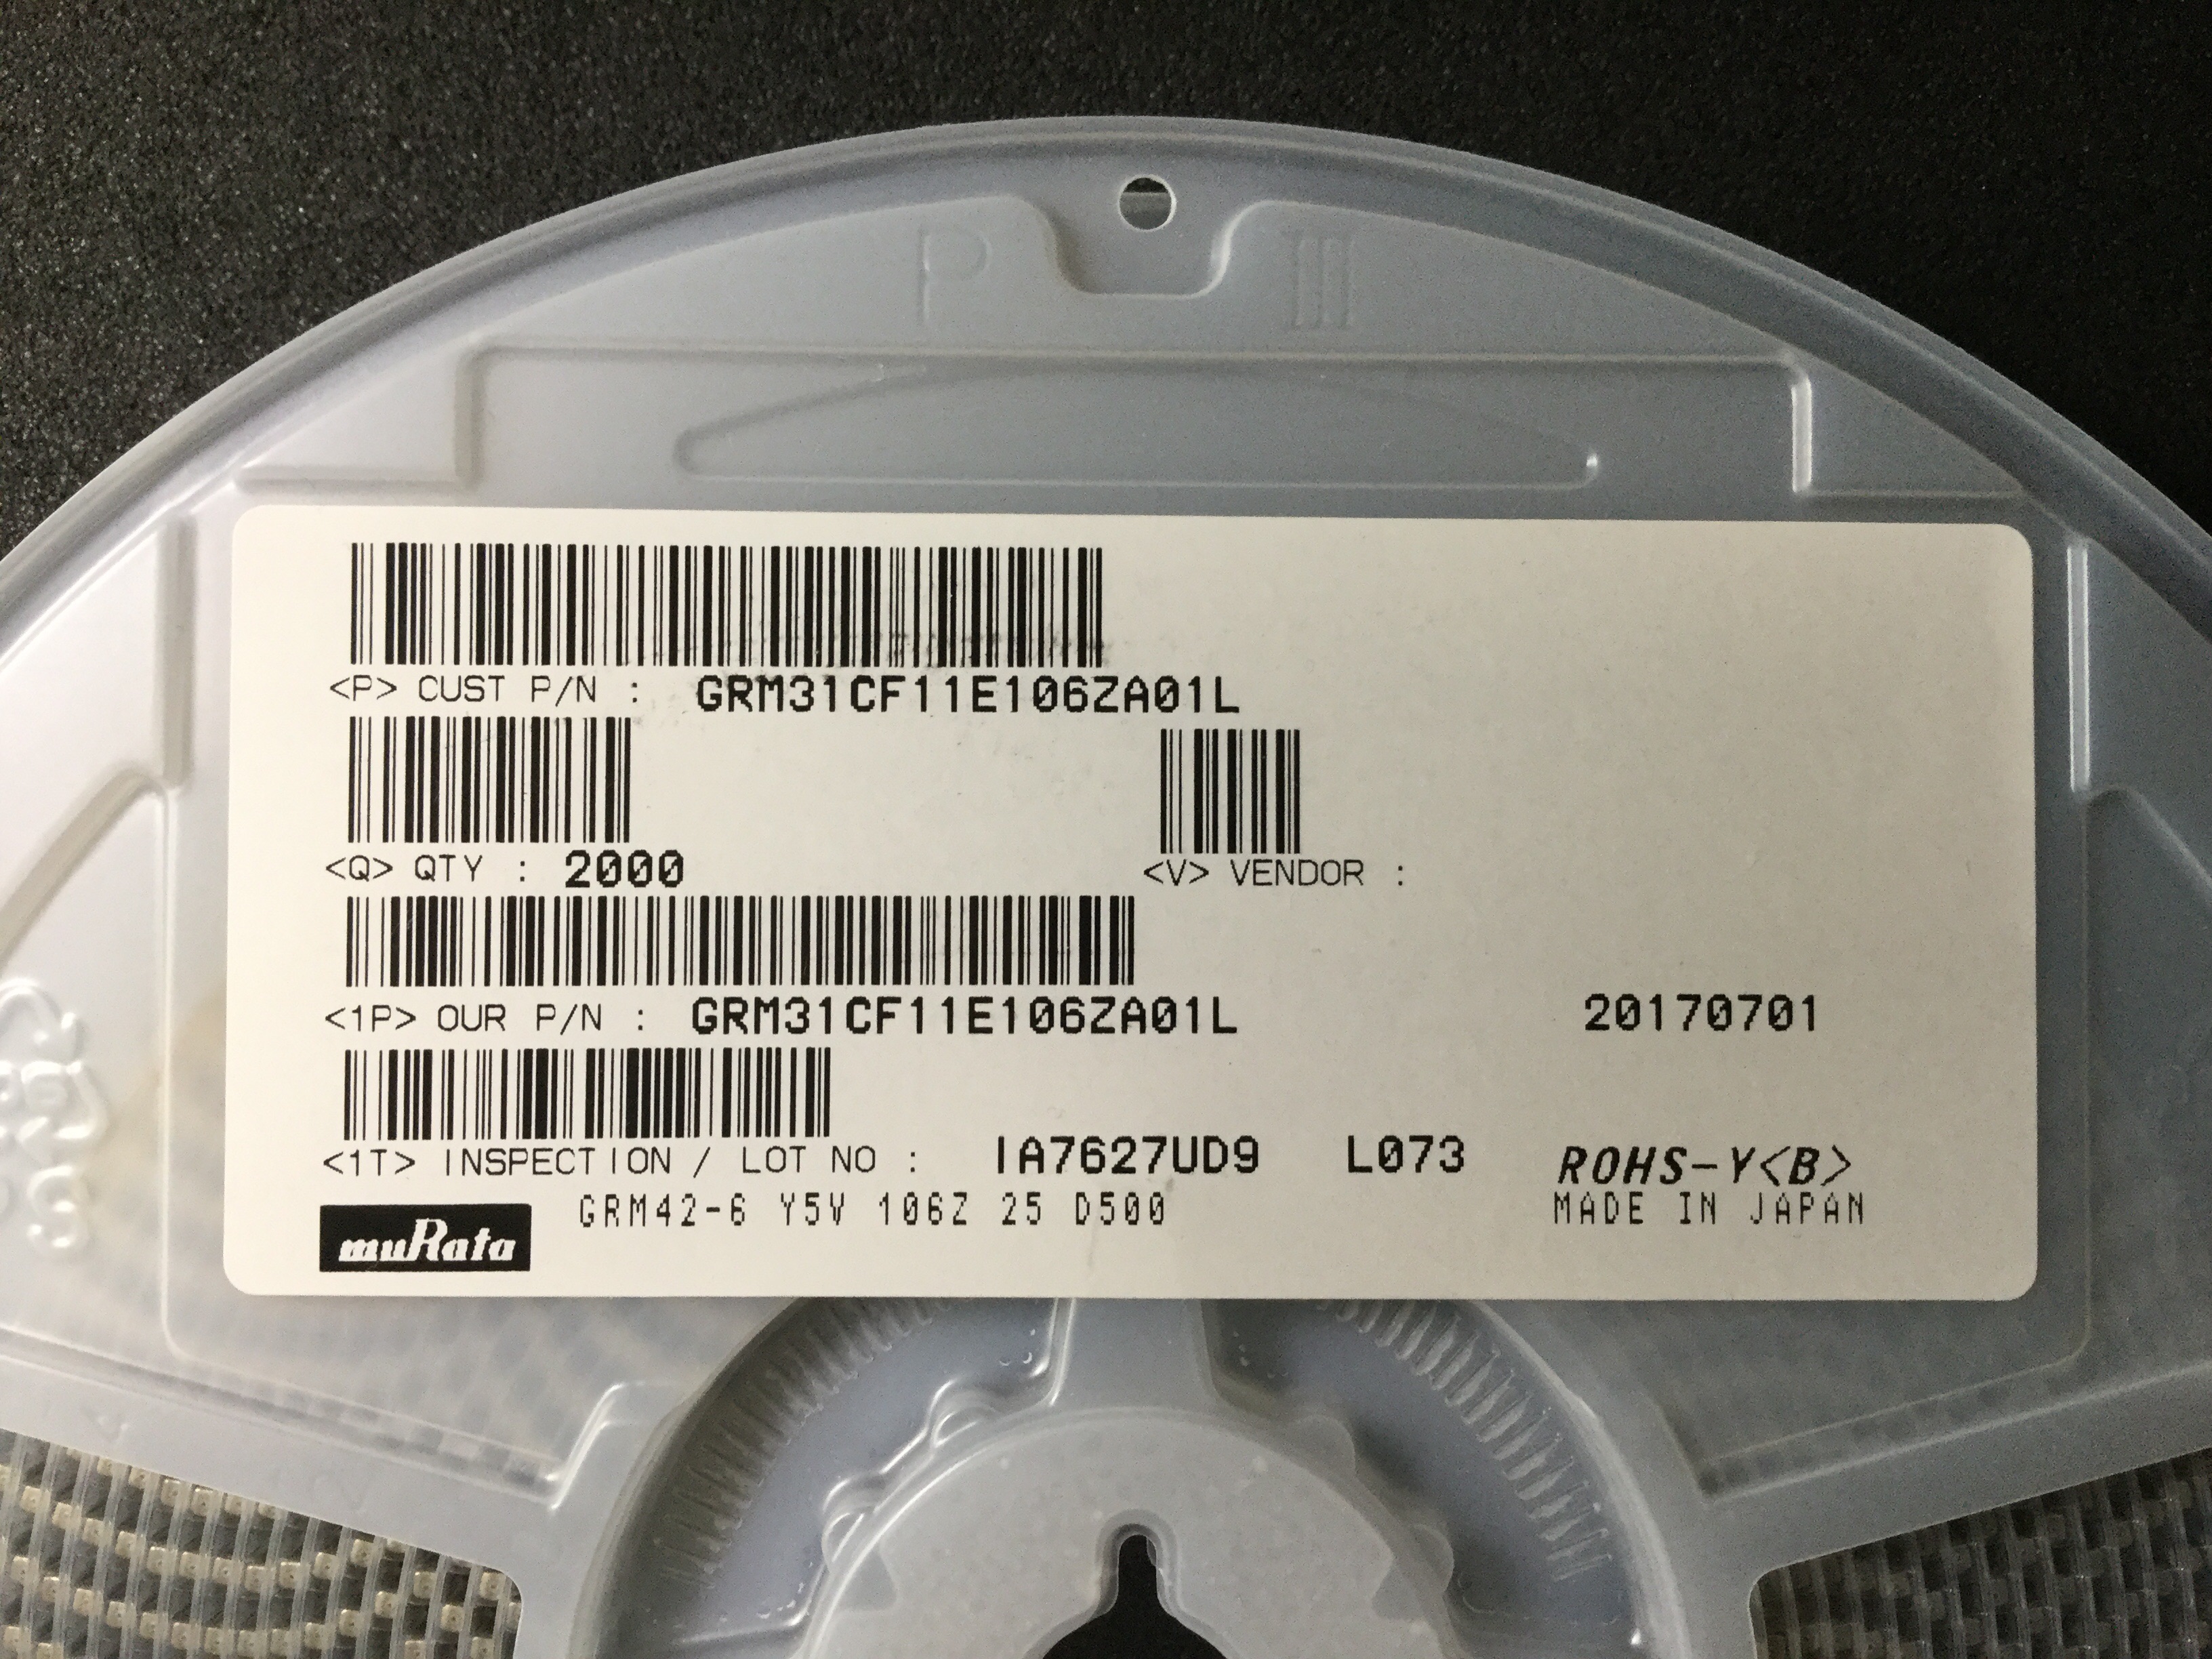 P III
<P> CUST P/N : GRM31CF11E106ZA01L
<Q> QTY : 2000 <V> VENDOR :
<1P> OUR P/N : GRM31CF11E106ZA01L 20170701
<1T> INSPECTION / LOT NO : IA7627UD9 L073 ROHS-Y<B>
muRata GRM42-6 Y5V 106Z 25 D500 MADE IN JAPAN